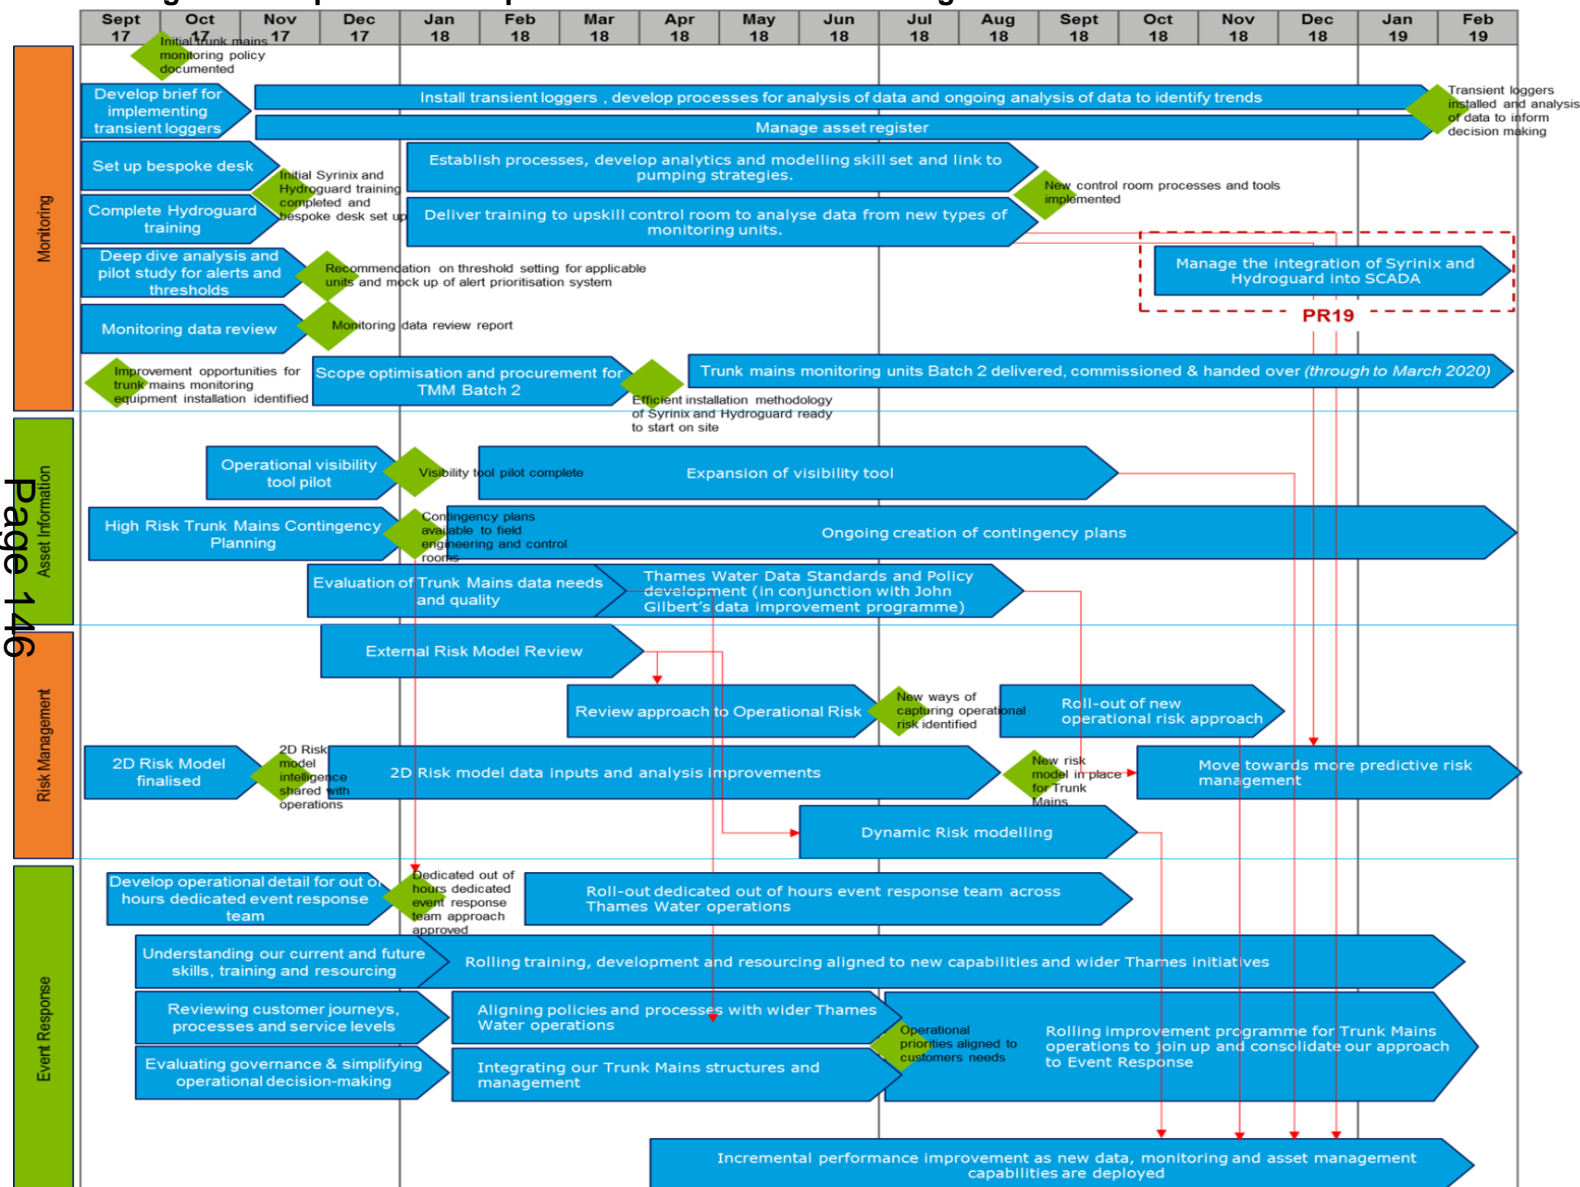 Sept 17
Oct 17
Nov 17
Dec 17
Jan 18
Feb 18
Mar 18
Apr 18
May 18
Jun 18
Jul 18
Aug 18
Sept 18
Oct 18
Nov 18
Dec 18
Jan 19
Feb 19
Page 146
Monitoring
Initial trunk mains
monitoring policy
documented
Develop brief for
implementing
transient loggers
Install transient loggers , develop processes for analysis of data and ongoing analysis of data to identify trends
Manage asset register
Transient loggers
installed and analysis
of data to inform
decision making
Set up bespoke desk
Complete Hydroguard
training
Initial Syrinix and
Hydroguard training
completed and
bespoke desk set up
Establish processes, develop analytics and modelling skill set and link to
pumping strategies.
Deliver training to upskill control room to analyse data from new types of
monitoring units.
New control room processes and tools
implemented
Deep dive analysis and
pilot study for alerts and
thresholds
Recommendation on threshold setting for applicable
units and mock up of alert prioritisation system
Manage the integration of Syrinix and
Hydroguard into SCADA
PR19
Monitoring data review
Monitoring data review report
Improvement opportunities for
trunk mains monitoring
equipment installation identified
Scope optimisation and procurement for
TMM Batch 2
Efficient installation methodology
of Syrinix and Hydroguard ready
to start on site
Trunk mains monitoring units Batch 2 delivered, commissioned & handed over (through to March 2020)
Asset Information
Operational visibility
tool pilot
Visibility tool pilot complete
Expansion of visibility tool
High Risk Trunk Mains Contingency
Planning
Contingency plans
available to field
engineering and control
rooms
Ongoing creation of contingency plans
Evaluation of Trunk Mains data needs
and quality
Thames Water Data Standards and Policy
development (in conjunction with John
Gilbert's data improvement programme)
Risk Management
External Risk Model Review
Review approach to Operational Risk
New ways of
capturing operational
risk identified
Roll-out of new
operational risk approach
2D Risk Model
finalised
2D Risk
model
intelligence
shared with
operations
2D Risk model data inputs and analysis improvements
New risk
model in place
for Trunk
Mains
Move towards more predictive risk
management
Dynamic Risk modelling
Event Response
Develop operational detail for out of
hours dedicated event response
team
Dedicated out of
hours dedicated
event response
team approach
approved
Roll-out dedicated out of hours event response team across
Thames Water operations
Understanding our current and future
skills, training and resourcing
Rolling training, development and resourcing aligned to new capabilities and wider Thames initiatives
Reviewing customer journeys,
processes and service levels
Aligning policies and processes with wider Thames
Water operations
Operational
priorities aligned to
customers needs
Rolling improvement programme for Trunk Mains
operations to join up and consolidate our approach
to Event Response
Evaluating governance & simplifying
operational decision-making
Integrating our Trunk Mains structures and
management
Incremental performance improvement as new data, monitoring and asset management
capabilities are deployed